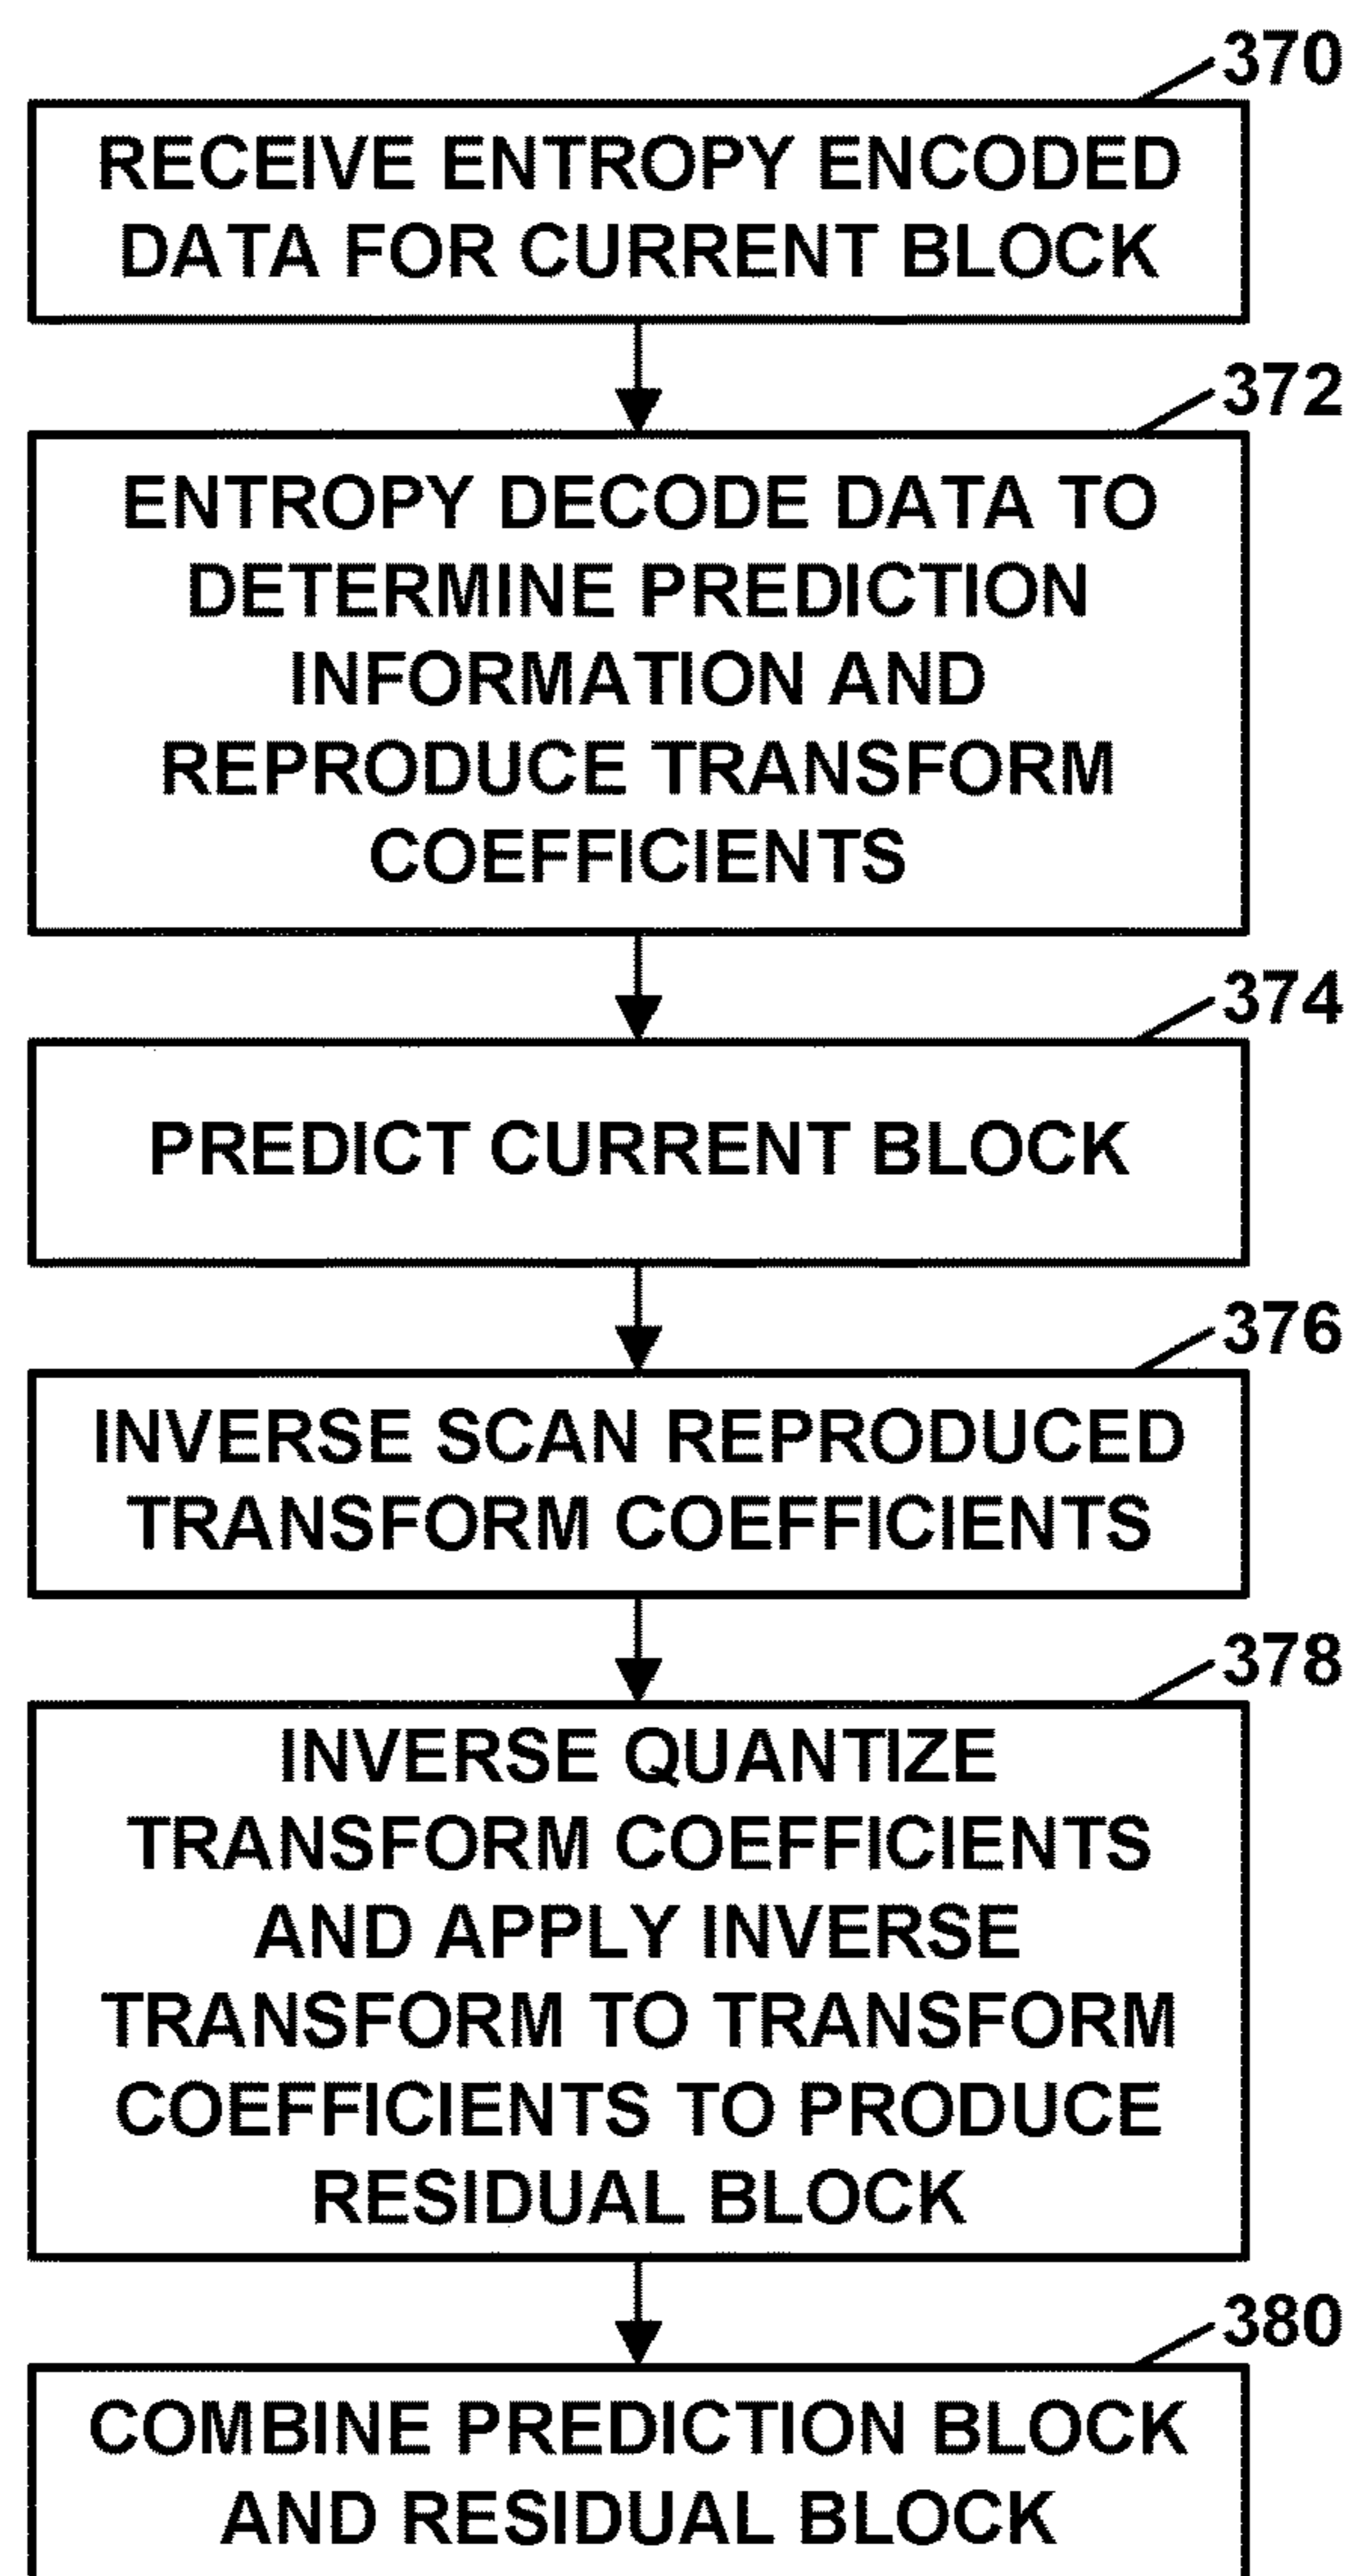 370
RECEIVE ENTROPY ENCODED
DATA FOR CURRENT BLOCK
372
ENTROPY DECODE DATA TO
DETERMINE PREDICTION
INFORMATION AND
REPRODUCE TRANSFORM
COEFFICIENTS
374
PREDICT CURRENT BLOCK
376
INVERSE SCAN REPRODUCED
TRANSFORM COEFFICIENTS
378
INVERSE QUANTIZE
TRANSFORM COEFFICIENTS
AND APPLY INVERSE
TRANSFORM TO TRANSFORM
COEFFICIENTS TO PRODUCE
RESIDUAL BLOCK
380
COMBINE PREDICTION BLOCK
AND RESIDUAL BLOCK